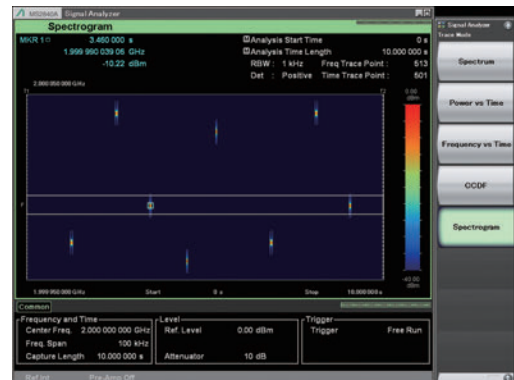 MS2840A Signal Analyzer
Spectrogram
MKR 1
3.460 000 s
1.999 990 039 06 GHz
-10.22 dBm
Analysis Start Time 0 s
Analysis Time Length 10.000 000 s
RBW : 1 kHz Freq Trace Point : 513
Det : Positive Time Trace Point : 501
2.000 050 000 GHz
T1
T2
0.00
dBm
F
-40.00
dBm
1.999 950 000 GHz Start 0 s Stop 10.000 000 s
Common
Frequency and Time
Center Freq. 2.000 000 000 GHz
Freq. Span 100 kHz
Capture Length 10.000 000 s
Level
Ref. Level 0.00 dBm
Attenuator 10 dB
Trigger
Trigger Free Run
Ref.Int Pre-Amp Off
Signal Analyzer
Trace Mode
Spectrum
Power vs Time
Frequency vs Time
CCDF
Spectrogram